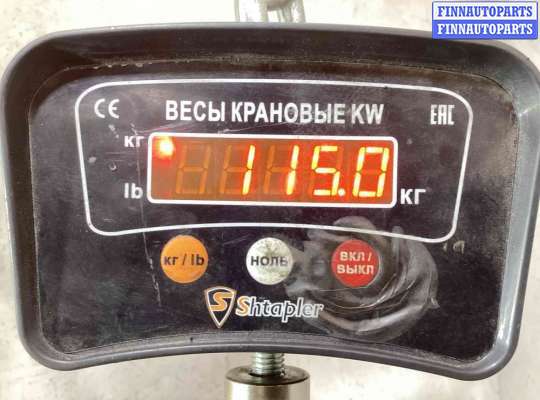 FINNAUTOPARTS
FINNAUTOPARTS
CE
ВЕСЫ КРАНОВЫЕ KW
EAC
кг
lb
115.0
КГ
кг / lb
НОЛЬ
ВКЛ /
ВЫКЛ
S Shtapler